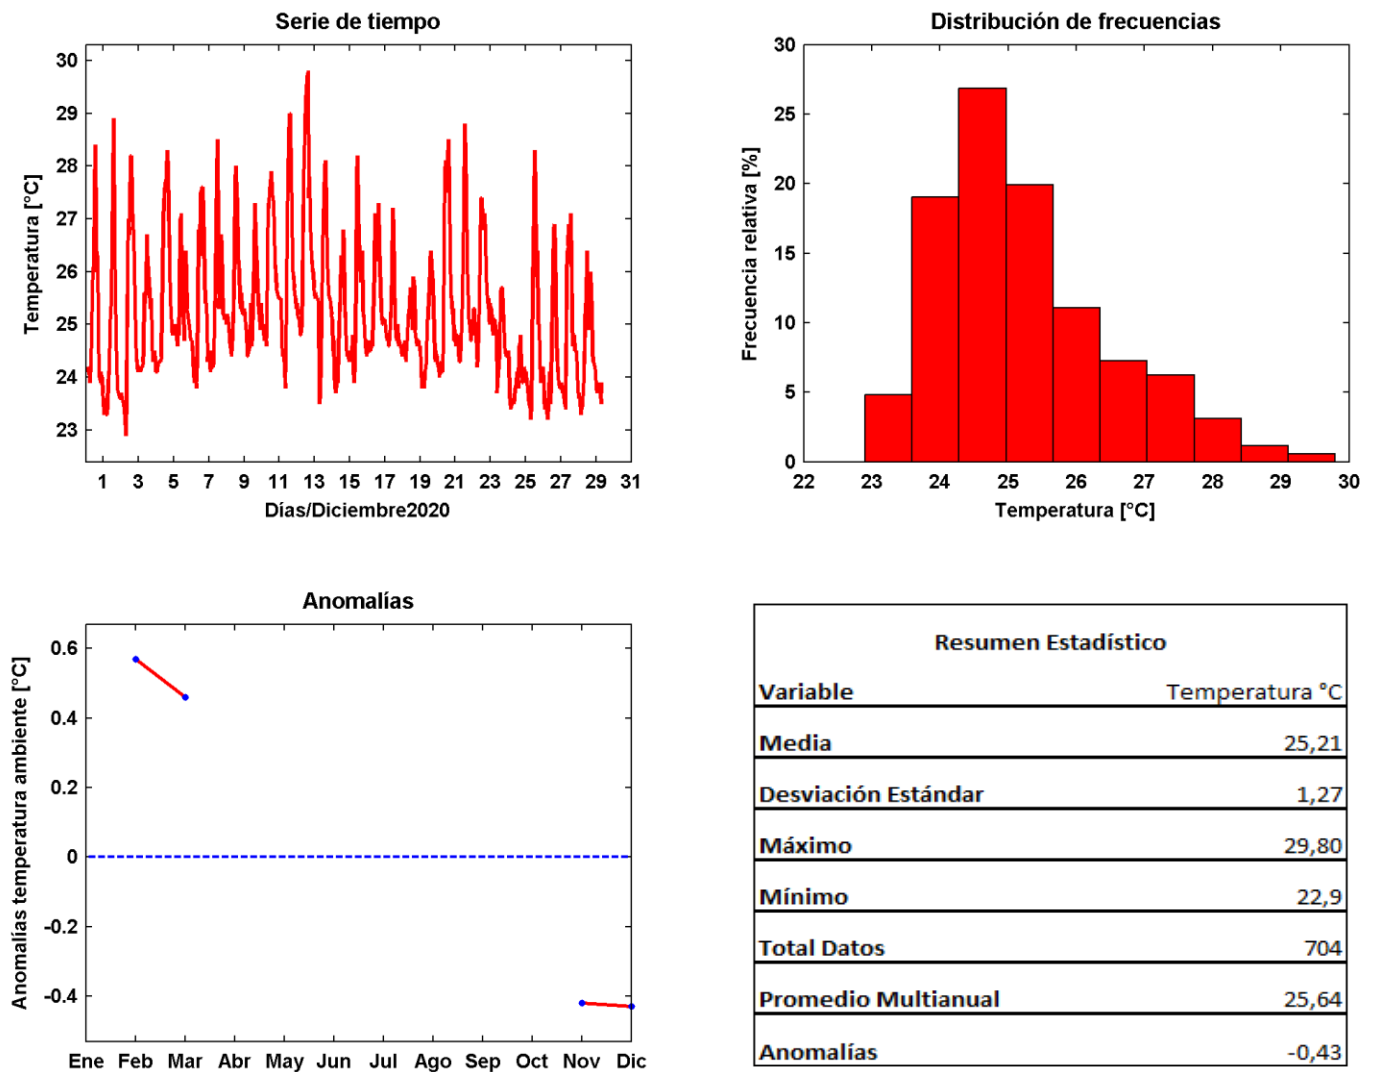 Serie de tiempo
Temperatura [°C]
30
29
28
27
26
25
24
23
1 3 5 7 9 11 13 15 17 19 21 23 25 27 29 31
Días/Diciembre2020
Distribución de frecuencias
Frecuencia relativa [%]
30
25
20
15
10
5
0
22 23 24 25 26 27 28 29 30
Temperatura [°C]
Anomalías
Anomalías temperatura ambiente [°C]
0.6
0.4
0.2
0
-0.2
-0.4
Ene Feb Mar Abr May Jun Jul Ago Sep Oct Nov Dic
Resumen Estadístico
Variable Temperatura °C
Media 25,21
Desviación Estándar 1,27
Máximo 29,80
Mínimo 22,9
Total Datos 704
Promedio Multianual 25,64
Anomalías -0,43